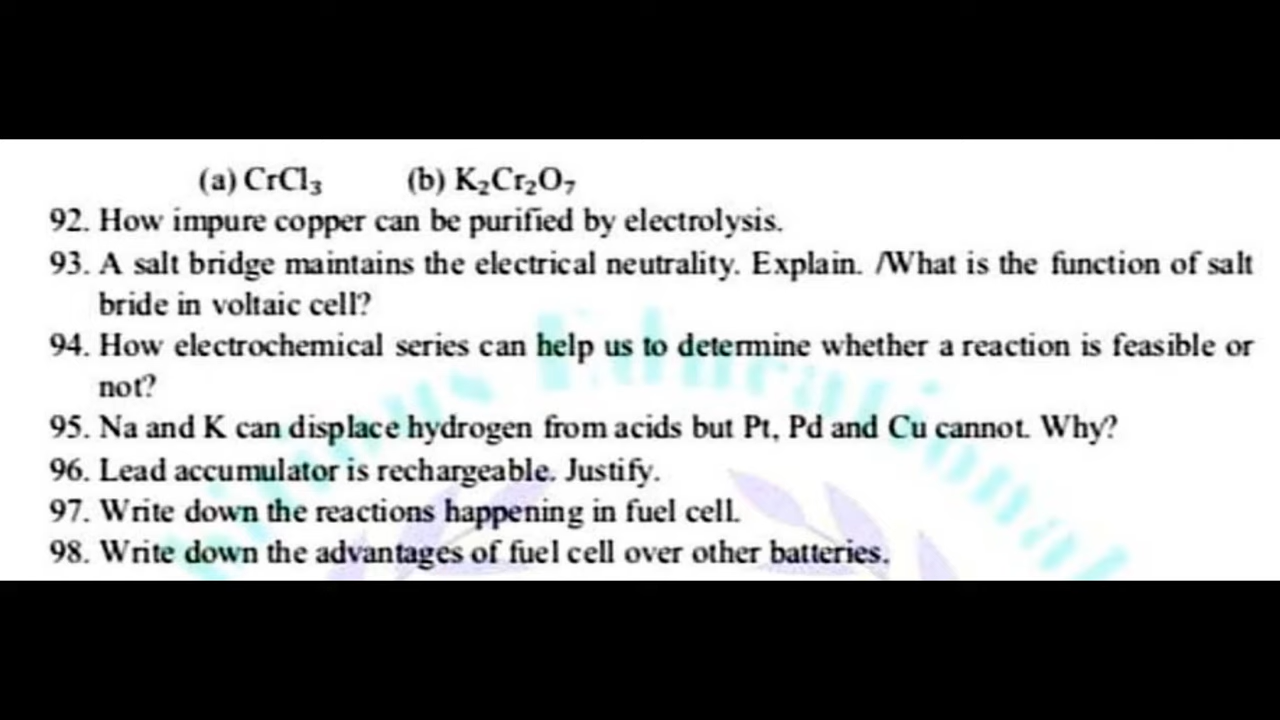 (a) CrCl₃ (b) K₂Cr₂O₇
92. How impure copper can be purified by electrolysis.
93. A salt bridge maintains the electrical neutrality. Explain. /What is the function of salt
bride in voltaic cell?
94. How electrochemical series can help us to determine whether a reaction is feasible or
not?
95. Na and K can displace hydrogen from acids but Pt, Pd and Cu cannot. Why?
96. Lead accumulator is rechargeable. Justify.
97. Write down the reactions happening in fuel cell.
98. Write down the advantages of fuel cell over other batteries.